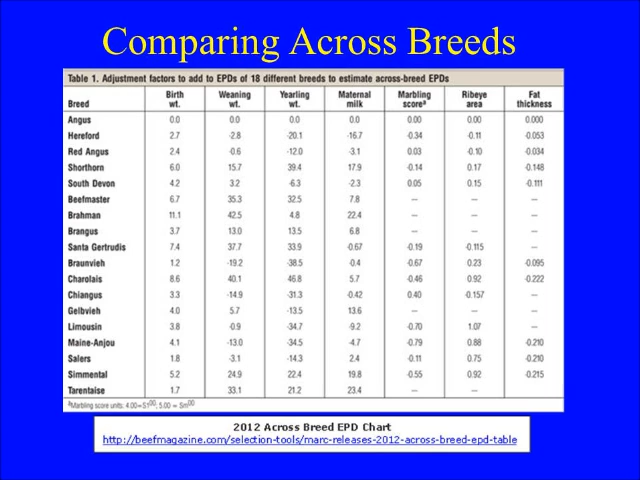 Comparing Across Breeds
Table 1. Adjustment factors to add to EPDs of 18 different breeds to estimate across-breed EPDs
Breed Birth wt. Weaning wt. Yearling wt. Maternal milk Marbling scoreᵃ Ribeye area Fat thickness
Angus 0.0 0.0 0.0 0.0 0.00 0.00 0.000
Hereford 2.7 -2.8 -20.1 -16.7 -0.34 -0.11 -0.053
Red Angus 2.4 -0.6 -12.0 -3.1 0.03 -0.10 -0.034
Shorthorn 6.0 15.7 39.4 17.9 -0.14 0.17 -0.148
South Devon 4.2 3.2 -6.3 -2.3 0.05 0.15 -0.111
Beefmaster 6.7 35.3 32.5 7.8 — — —
Brahman 11.1 42.5 4.8 22.4 — — —
Brangus 3.7 13.0 13.5 6.8 — — —
Santa Gertrudis 7.4 37.7 33.9 -0.67 -0.19 -0.115 —
Braunvieh 1.2 -19.2 -38.5 0.4 -0.67 0.23 -0.095
Charolais 8.6 40.1 46.8 5.7 -0.46 0.92 -0.222
Chiangus 3.3 -14.9 -31.3 -0.42 0.40 -0.157 —
Gelbvieh 4.0 5.7 -13.5 13.6 — — —
Limousin 3.8 -0.9 -34.7 -9.2 -0.70 1.07 —
Maine-Anjou 4.1 -13.0 -34.5 -4.7 -0.79 0.88 -0.210
Salers 1.8 -3.1 -14.3 2.4 -0.11 0.75 -0.210
Simmental 5.2 24.9 22.4 19.8 -0.55 0.92 -0.215
Tarentaise 1.7 33.1 21.2 23.4 — — —
ᵃMarbling score units: 4.00=S1⁰⁰; 5.00 = Sm⁰⁰
2012 Across Breed EPD Chart
http://beefmagazine.com/selection-tools/marc-releases-2012-across-breed-epd-table